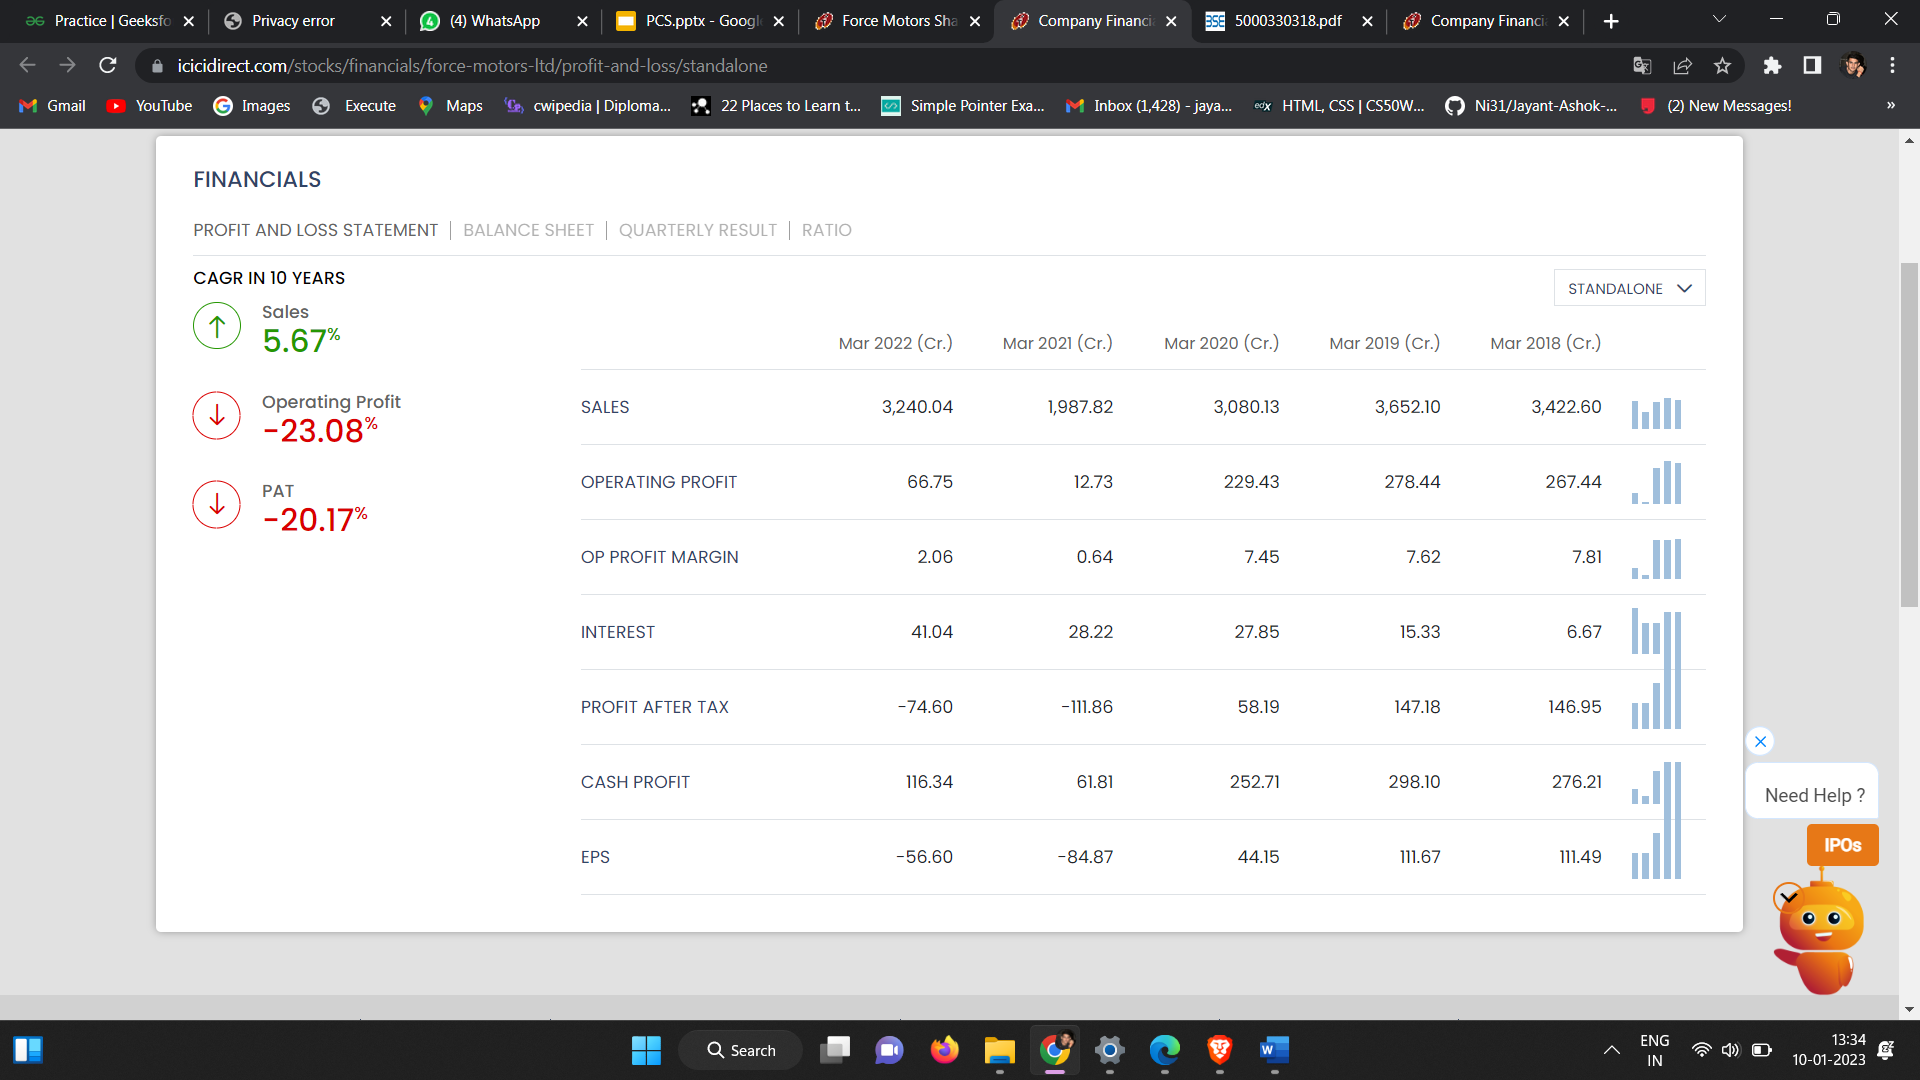 Practice | Geeksfo
Privacy error
(4) WhatsApp
PCS.pptx - Googl
Force Motors Sha
Company Financi
BSE 5000330318.pdf
Company Financi
icicidirect.com/stocks/financials/force-motors-ltd/profit-and-loss/standalone
Gmail YouTube Images Execute Maps cwipedia | Diploma... 22 Places to Learn t... Simple Pointer Exa... Inbox (1,428) - jaya... edX HTML, CSS | CS50W... Ni31/Jayant-Ashok-... (2) New Messages! »
FINANCIALS
PROFIT AND LOSS STATEMENT | BALANCE SHEET | QUARTERLY RESULT | RATIO
CAGR IN 10 YEARS
STANDALONE
Sales
5.67%
Operating Profit
-23.08%
PAT
-20.17%
Mar 2022 (Cr.) Mar 2021 (Cr.) Mar 2020 (Cr.) Mar 2019 (Cr.) Mar 2018 (Cr.)
SALES 3,240.04 1,987.82 3,080.13 3,652.10 3,422.60
OPERATING PROFIT 66.75 12.73 229.43 278.44 267.44
OP PROFIT MARGIN 2.06 0.64 7.45 7.62 7.81
INTEREST 41.04 28.22 27.85 15.33 6.67
PROFIT AFTER TAX -74.60 -111.86 58.19 147.18 146.95
CASH PROFIT 116.34 61.81 252.71 298.10 276.21
EPS -56.60 -84.87 44.15 111.67 111.49
Need Help ?
IPOs
Search
ENG
IN
13:34
10-01-2023